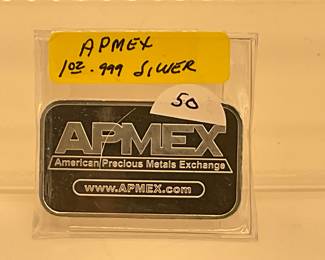 APMEX
1oz .999 SILVER
50
APMEX
American Precious Metals Exchange
www.APMEX.com